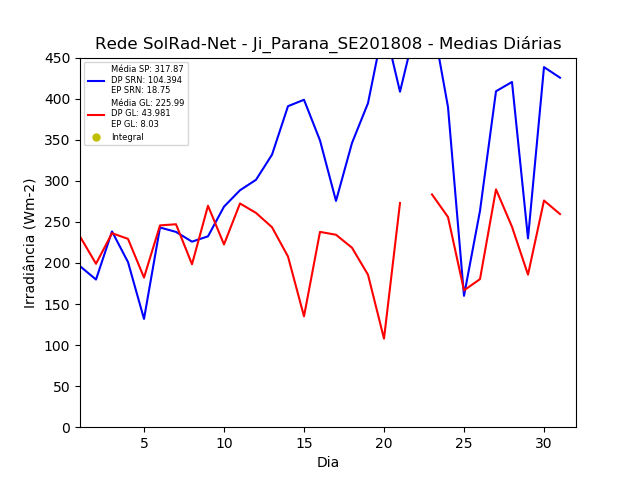 Rede SolRad-Net - Ji_Parana_SE201808 - Medias Diárias
450
400
350
300
250
200
150
100
50
0
Irradiância (Wm-2)
Média SP: 317.87
DP SRN: 104.394
EP SRN: 18.75
Média GL: 225.99
DP GL: 43.981
EP GL: 8.03
Integral
5
10
15
20
25
30
Dia